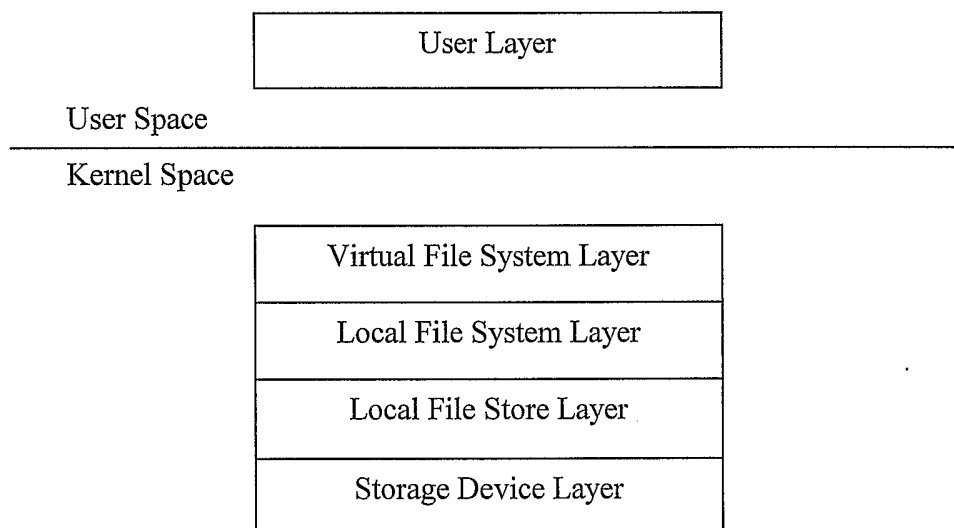 User Layer
User Space
Kernel Space
Virtual File System Layer
Local File System Layer
Local File Store Layer
Storage Device Layer